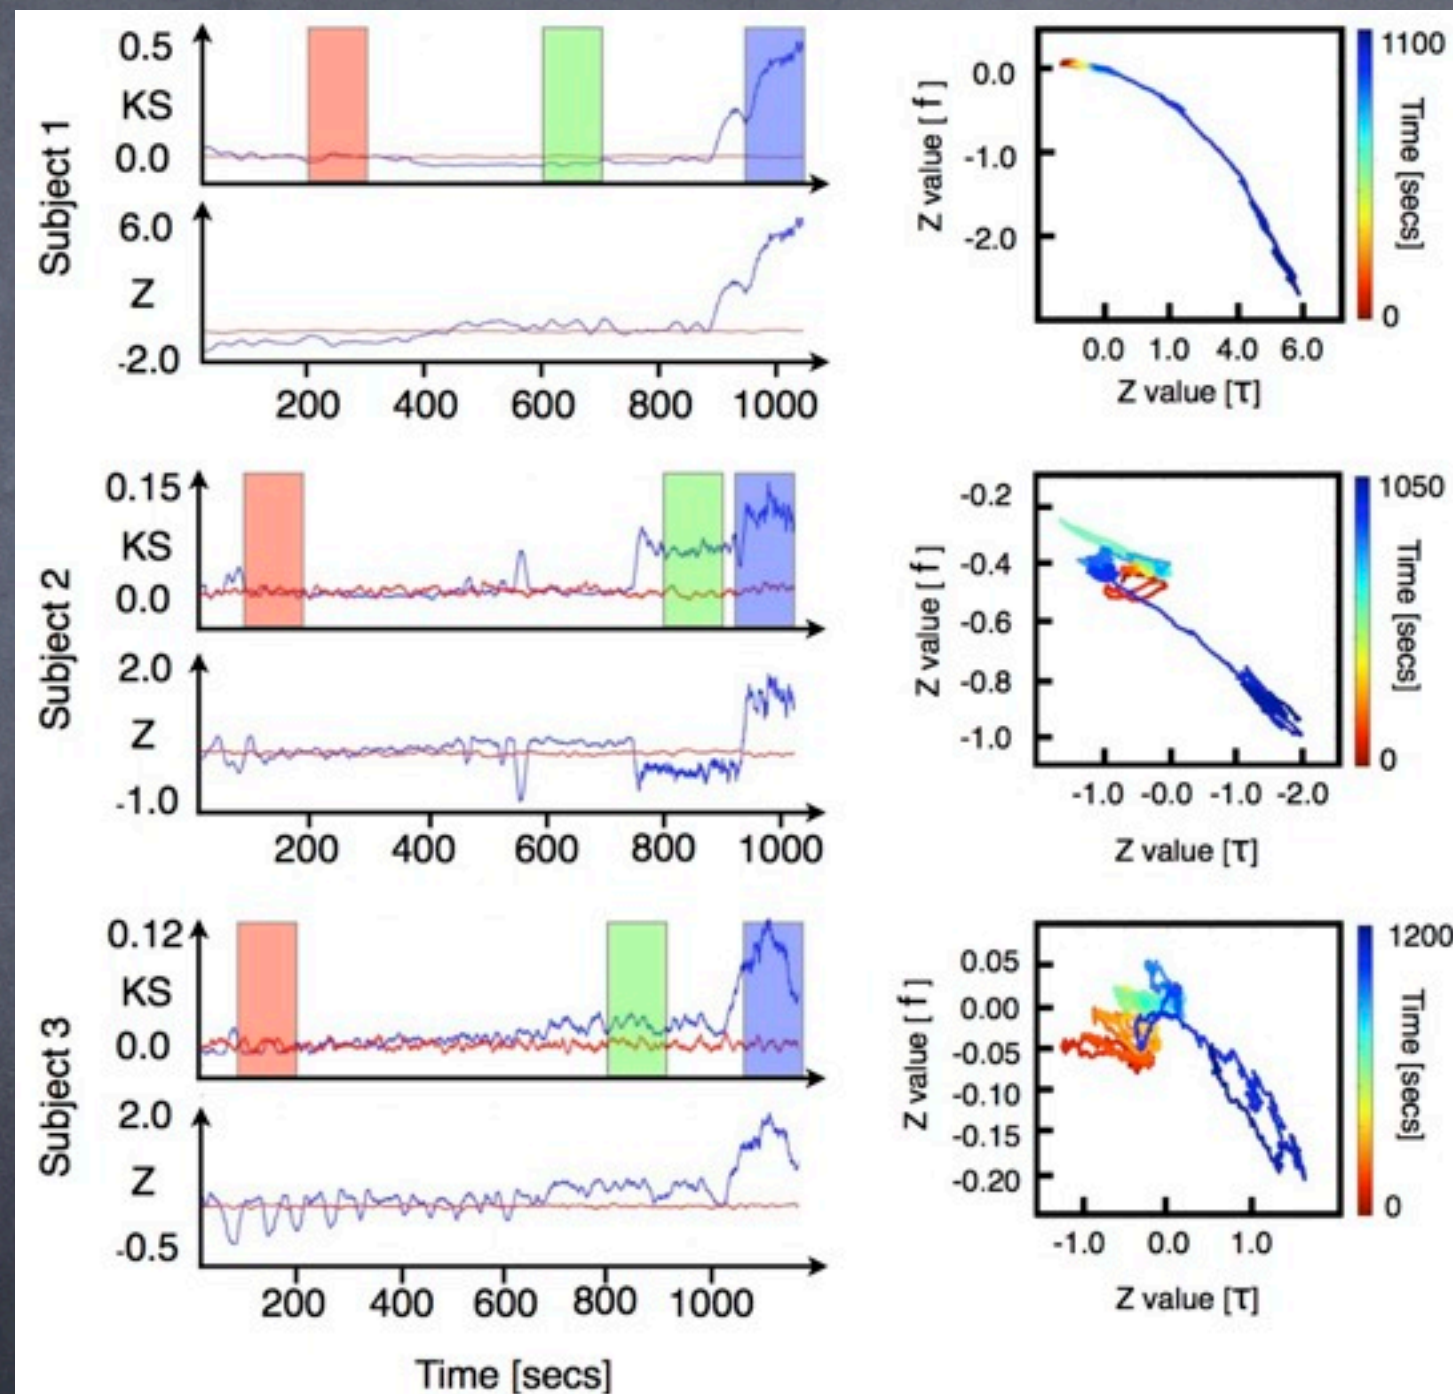 Subject 1
0.5
KS
0.0
6.0
Z
-2.0
200 400 600 800 1000
Z value [ f ]
0.0
-1.0
-2.0
0.0 1.0 4.0 6.0
Z value [τ]
1100
Time [secs]
0
Subject 2
0.15
KS
0.0
2.0
Z
-1.0
200 400 600 800 1000
Z value [ f ]
-0.2
-0.4
-0.6
-0.8
-1.0
-1.0 -0.0 -1.0 -2.0
Z value [τ]
1050
Time [secs]
0
Subject 3
0.12
KS
0.0
2.0
Z
-0.5
200 400 600 800 1000
Time [secs]
Z value [ f ]
0.05
0.00
-0.05
-0.10
-0.15
-0.20
-1.0 0.0 1.0
Z value [τ]
1200
Time [secs]
0